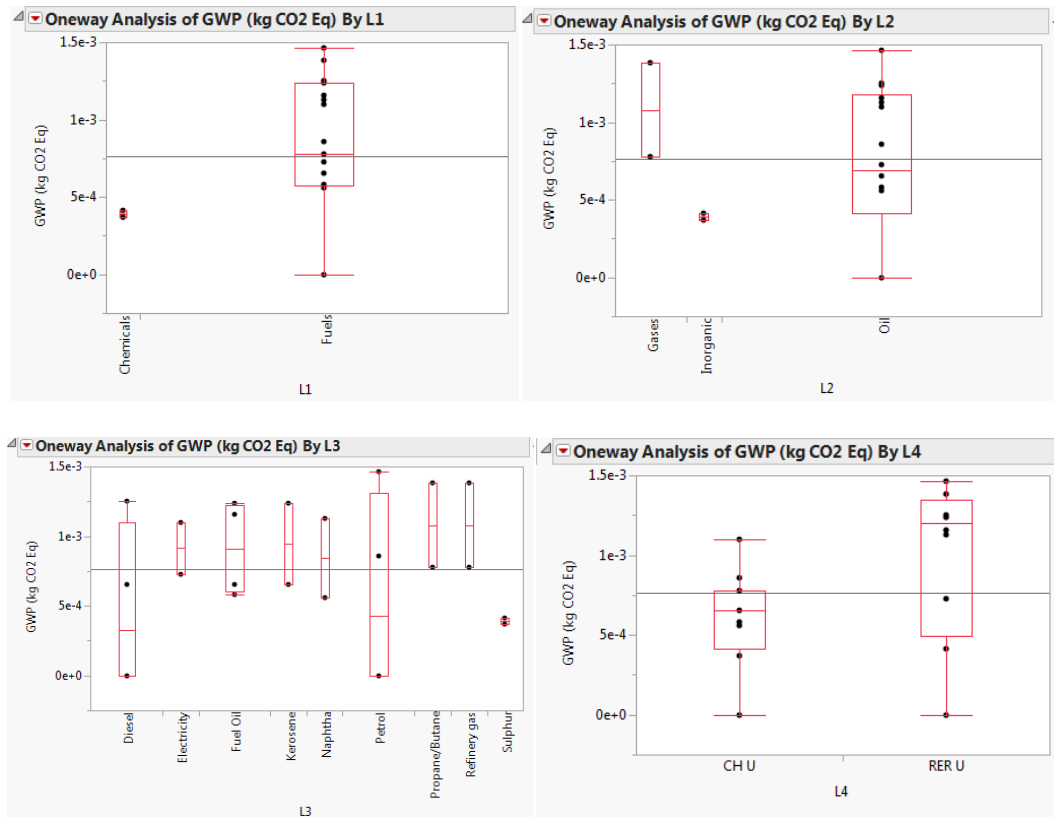 Oneway Analysis of GWP (kg CO2 Eq) By L1
1.5e-3
1e-3
5e-4
0e+0
GWP (kg CO2 Eq)
Chemicals
Fuels
L1
Oneway Analysis of GWP (kg CO2 Eq) By L2
1.5e-3
1e-3
5e-4
0e+0
GWP (kg CO2 Eq)
Gases
Inorganic
Oil
L2
Oneway Analysis of GWP (kg CO2 Eq) By L3
1.5e-3
1e-3
5e-4
0e+0
GWP (kg CO2 Eq)
Diesel
Electricity
Fuel Oil
Kerosene
Naphtha
Petrol
Propane/Butane
Refinery gas
Sulphur
L3
Oneway Analysis of GWP (kg CO2 Eq) By L4
1.5e-3
1e-3
5e-4
0e+0
GWP (kg CO2 Eq)
CH U
RER U
L4